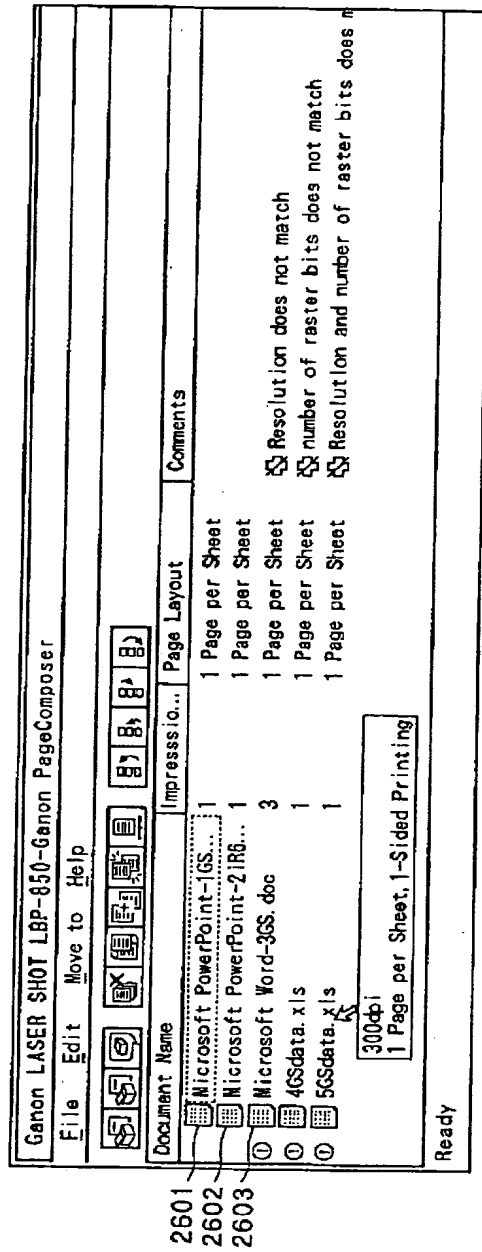 Ganon LASER SHOT LBP-850-Ganon PageComposer
File Edit Move to Help
Document Name Impresssio... Page Layout Comments
2601 Microsoft PowerPoint-1GS... 1 1 Page per Sheet
2602 Microsoft PowerPoint-21R6... 1 1 Page per Sheet
2603 Microsoft Word-3GS.doc 3 1 Page per Sheet Resolution does not match
4GSdata.xls 1 1 Page per Sheet number of raster bits does not match
5GSdata.xls 1 1 Page per Sheet Resolution and number of raster bits does m
300dpi
1 Page per Sheet, 1-Sided Printing
Ready